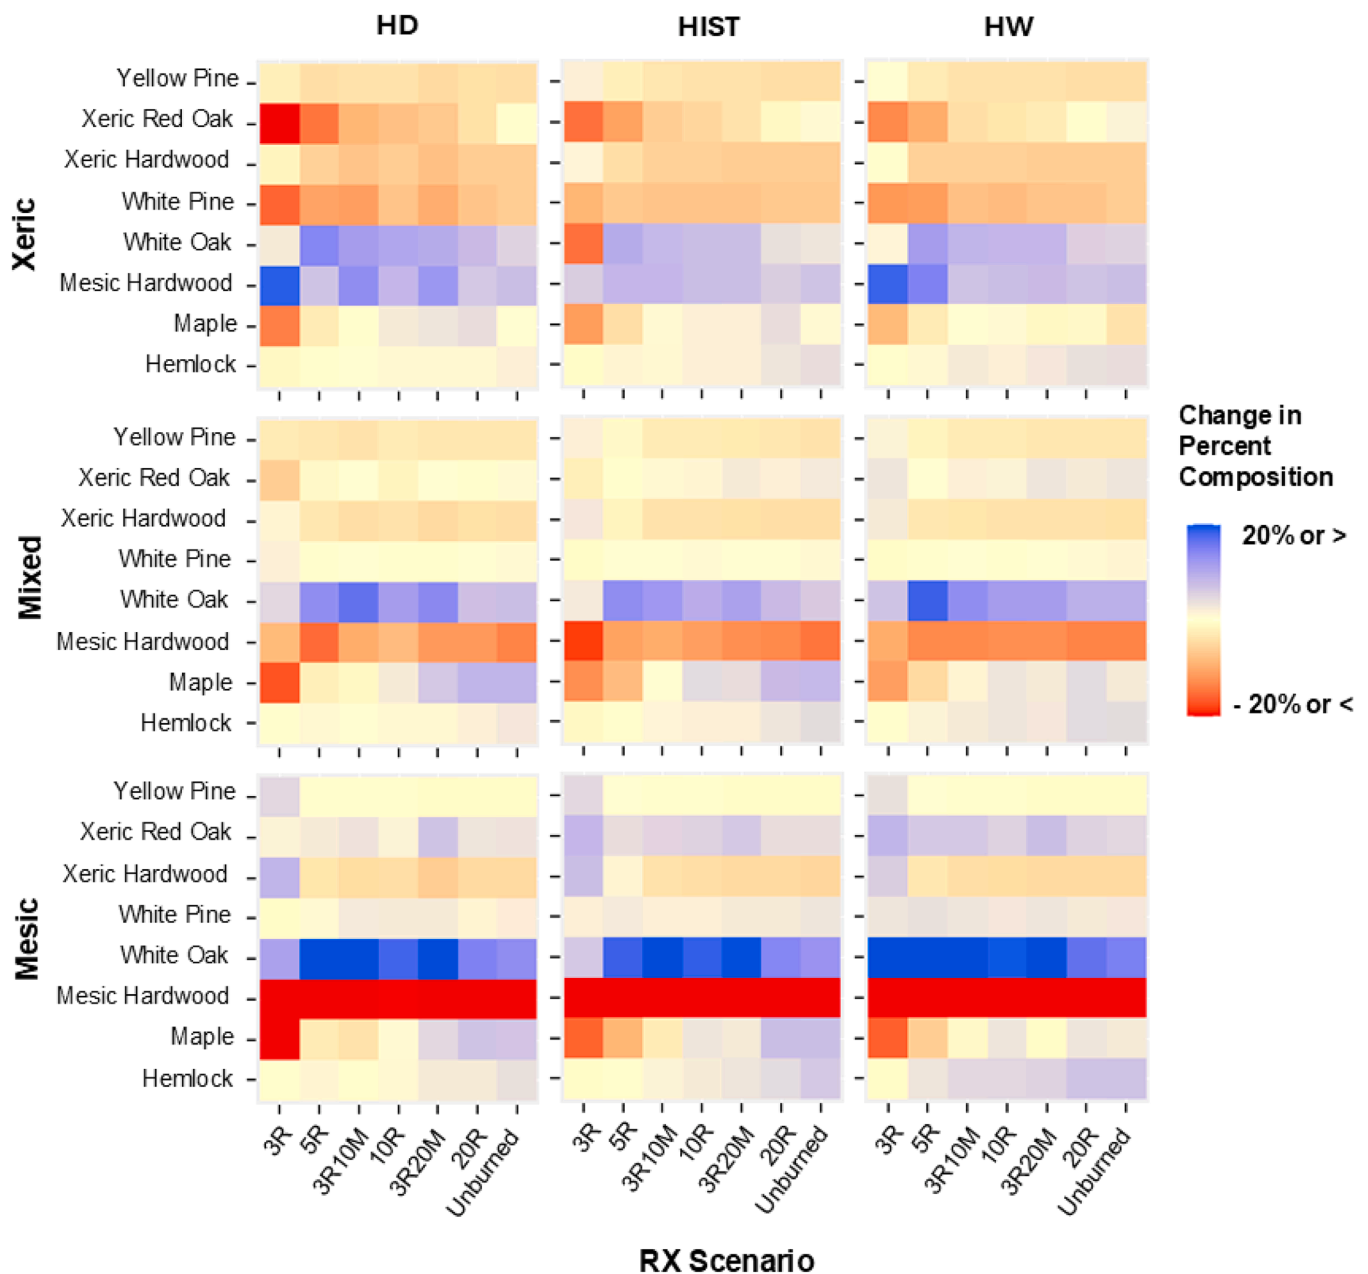 HD HIST HW
Xeric
Yellow Pine
Xeric Red Oak
Xeric Hardwood
White Pine
White Oak
Mesic Hardwood
Maple
Hemlock
Mixed
Yellow Pine
Xeric Red Oak
Xeric Hardwood
White Pine
White Oak
Mesic Hardwood
Maple
Hemlock
Mesic
Yellow Pine
Xeric Red Oak
Xeric Hardwood
White Pine
White Oak
Mesic Hardwood
Maple
Hemlock
3R 5R 3R10M 10R 3R20M 20R Unburned
3R 5R 3R10M 10R 3R20M 20R Unburned
3R 5R 3R10M 10R 3R20M 20R Unburned
RX Scenario
Change in
Percent
Composition
20% or >
- 20% or <